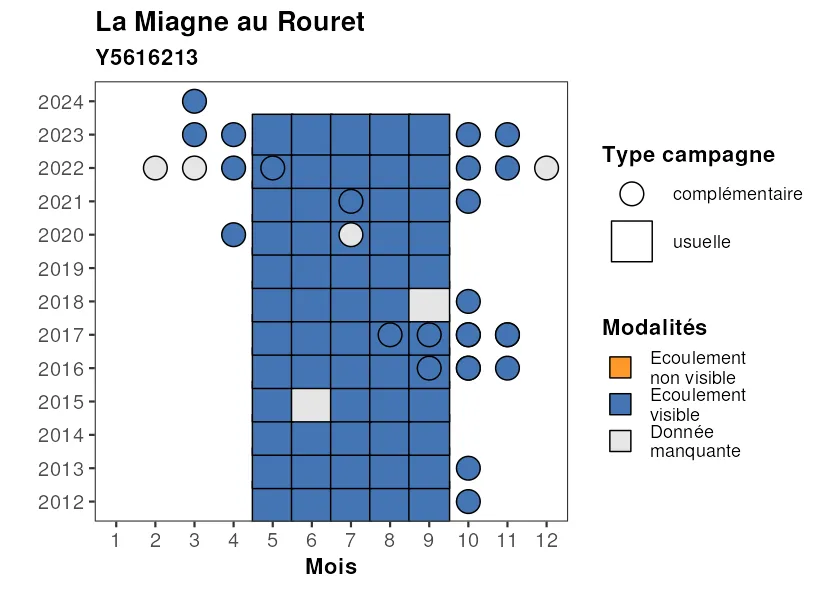 La Miagne au Rouret
Y5616213
2024
2023
2022
2021
2020
2019
2018
2017
2016
2015
2014
2013
2012
1 2 3 4 5 6 7 8 9 10 11 12
Mois
Type campagne
complémentaire
usuelle
Modalités
Ecoulement
non visible
Ecoulement
visible
Donnée
manquante